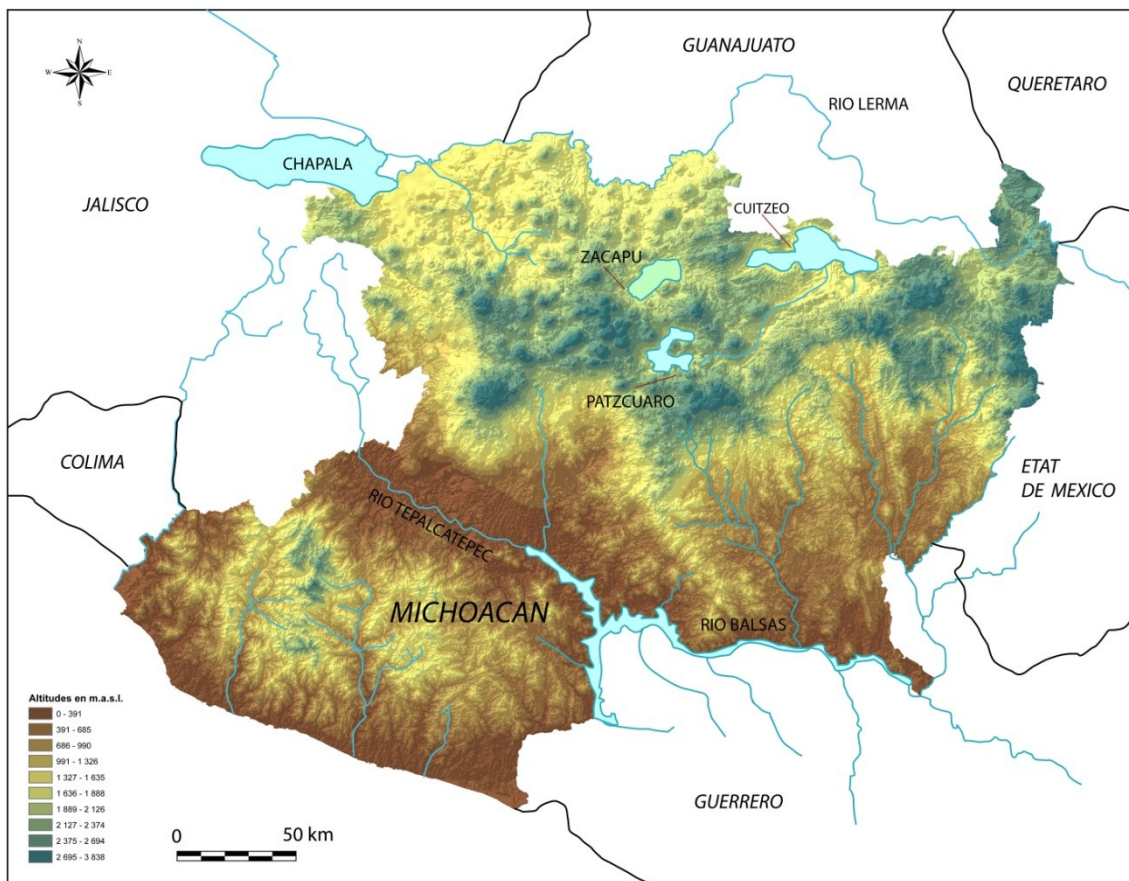 GUANAJUATO
QUERETARO
N
W
E
S
RIO LERMA
CHAPALA
JALISCO
CUITZEO
ZACAPU
PATZCUARO
COLIMA
ETAT
DE MEXICO
RIO TEPALCATEPEC
MICHOACAN
RIO BALSAS
GUERRERO
Altitudes en m.a.s.l.
0 - 391
391 - 685
686 - 990
991 - 1 326
1 327 - 1 635
1 636 - 1 888
1 889 - 2 126
2 127 - 2 374
2 375 - 2 694
2 695 - 3 838
0 50 km